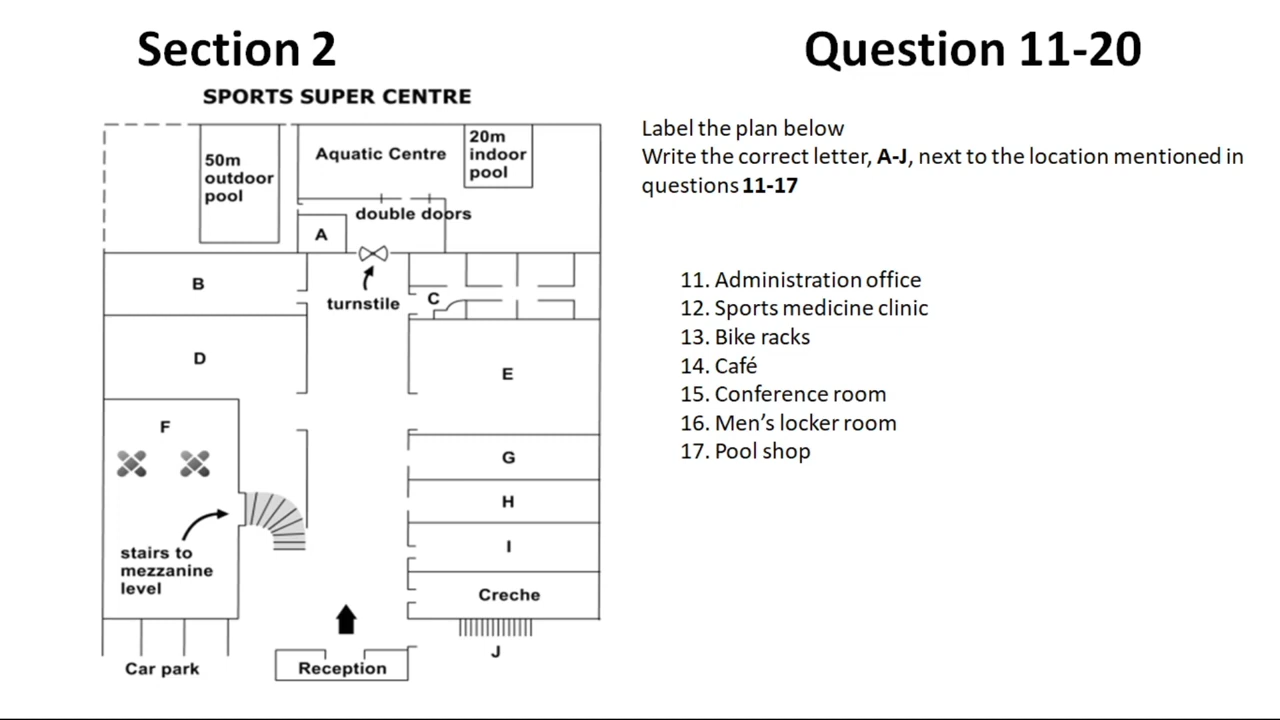 Section 2
Question 11-20
SPORTS SUPER CENTRE
50m
outdoor
pool
Aquatic Centre
20m
indoor
pool
double doors
A
B
turnstile
C
D
E
F
G
H
I
stairs to
mezzanine
level
Creche
J
Car park
Reception
Label the plan below
Write the correct letter, A-J, next to the location mentioned in
questions 11-17
11. Administration office
12. Sports medicine clinic
13. Bike racks
14. Café
15. Conference room
16. Men’s locker room
17. Pool shop